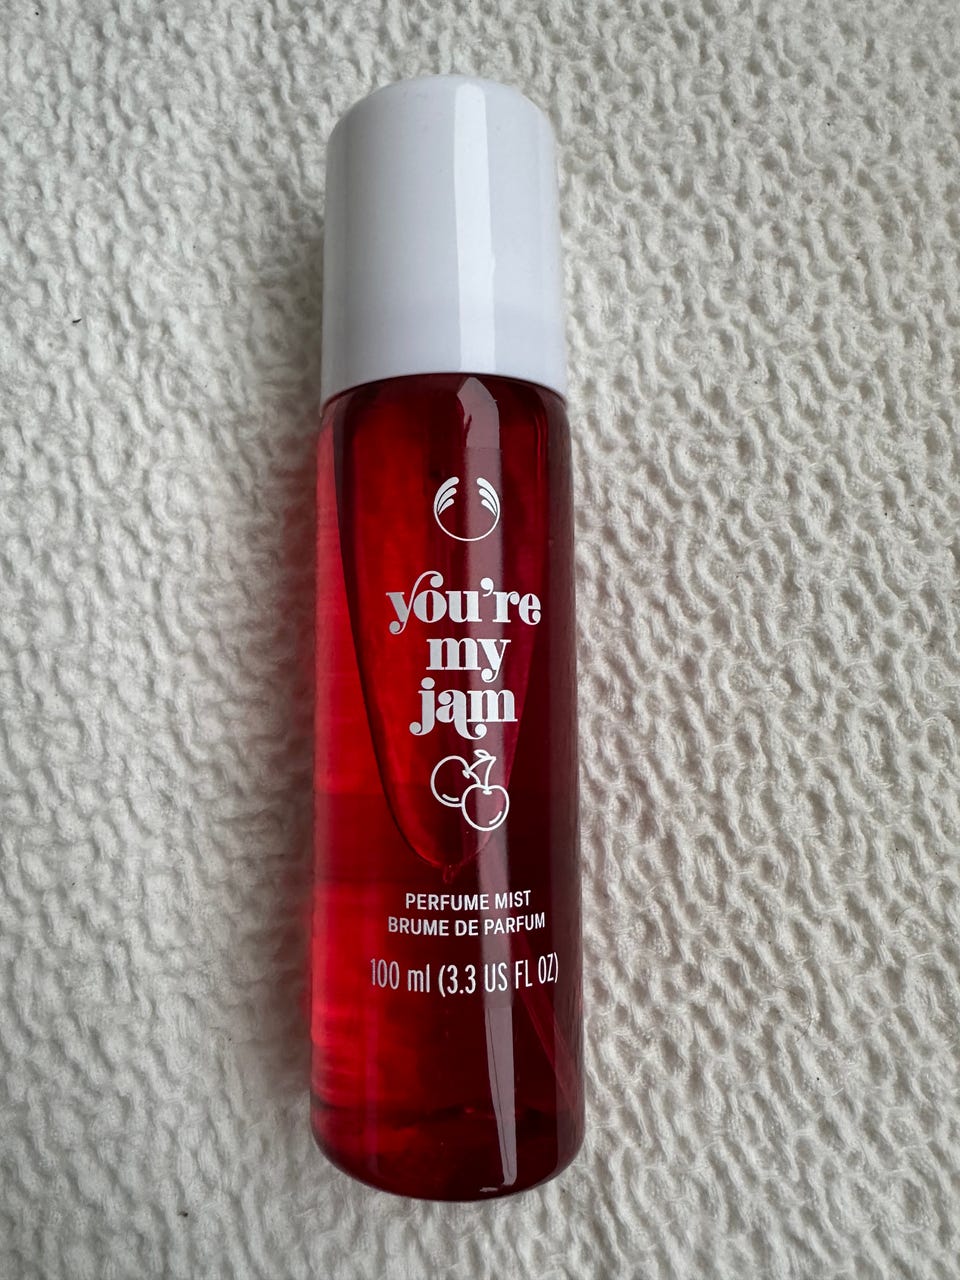 you're
my
jam
PERFUME MIST
BRUME DE PARFUM
100 ml (3.3 US FL OZ)